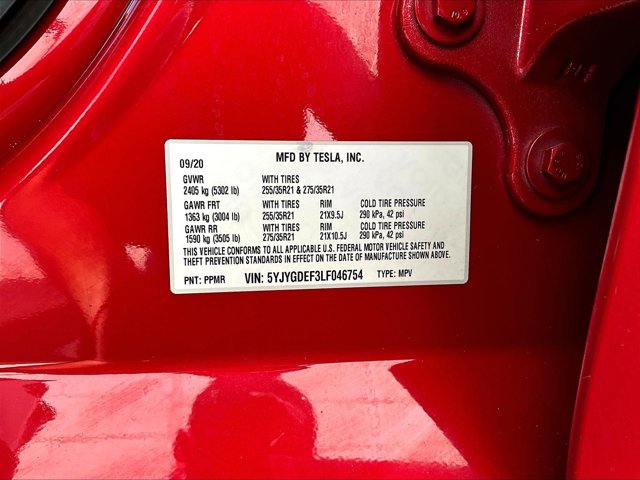 09/20 MFD BY TESLA, INC.
GVWR WITH TIRES
2405 kg (5302 lb) 255/35R21 & 275/35R21
GAWR FRT WITH TIRES RIM COLD TIRE PRESSURE
1363 kg (3004 lb) 255/35R21 21X9.5J 290 kPa, 42 psi
GAWR RR WITH TIRES RIM COLD TIRE PRESSURE
1590 kg (3505 lb) 275/35R21 21X10.5J 290 kPa, 42 psi
THIS VEHICLE CONFORMS TO ALL APPLICABLE U.S. FEDERAL MOTOR VEHICLE SAFETY AND
THEFT PREVENTION STANDARDS IN EFFECT ON THE DATE OF MANUFACTURE SHOWN ABOVE.
PNT: PPMR VIN: 5YJYGDEF3LF046754 TYPE: MPV